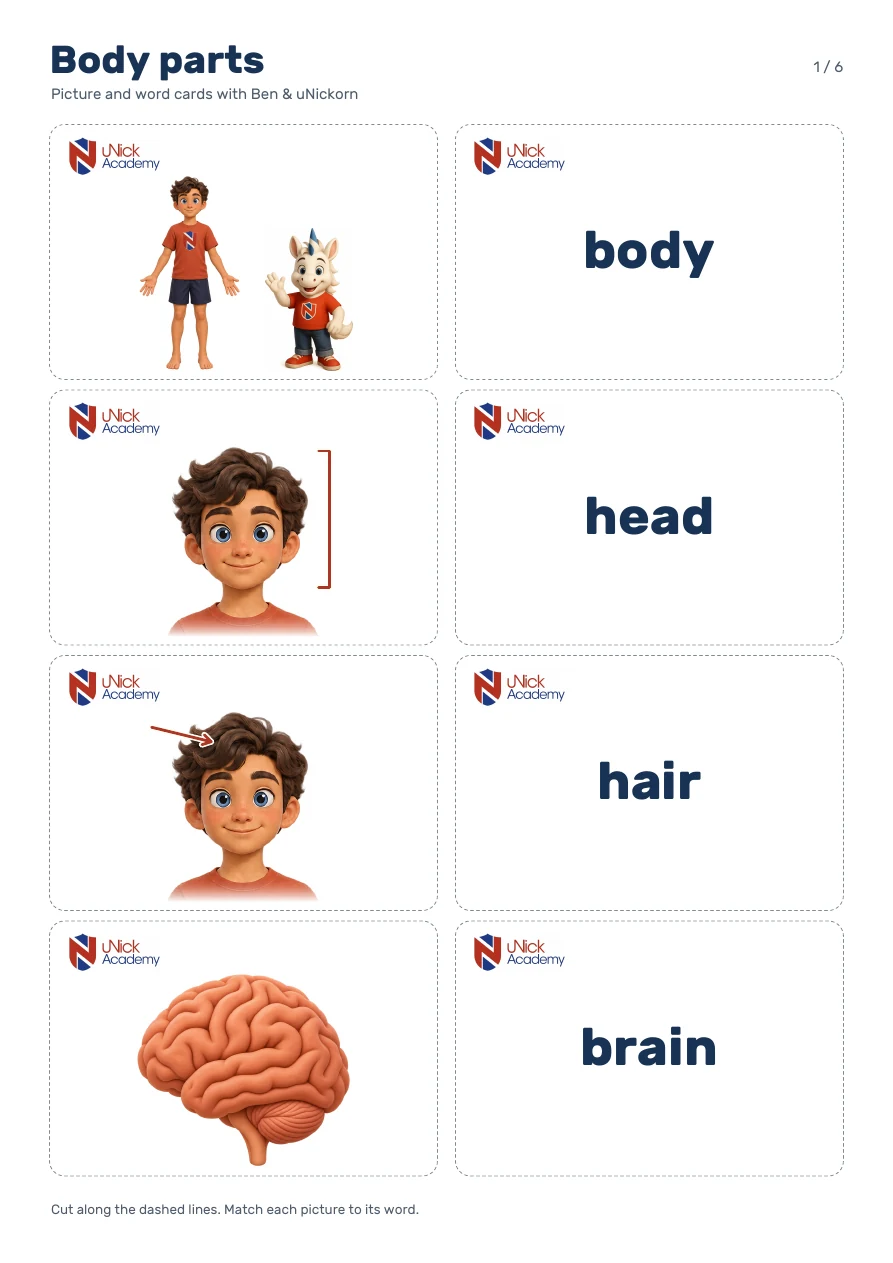 Body parts
1 / 6
Picture and word cards with Ben & uNickorn
uNick
Academy
uNick
Academy
body
uNick
Academy
uNick
Academy
head
uNick
Academy
uNick
Academy
hair
uNick
Academy
uNick
Academy
brain
Cut along the dashed lines. Match each picture to its word.